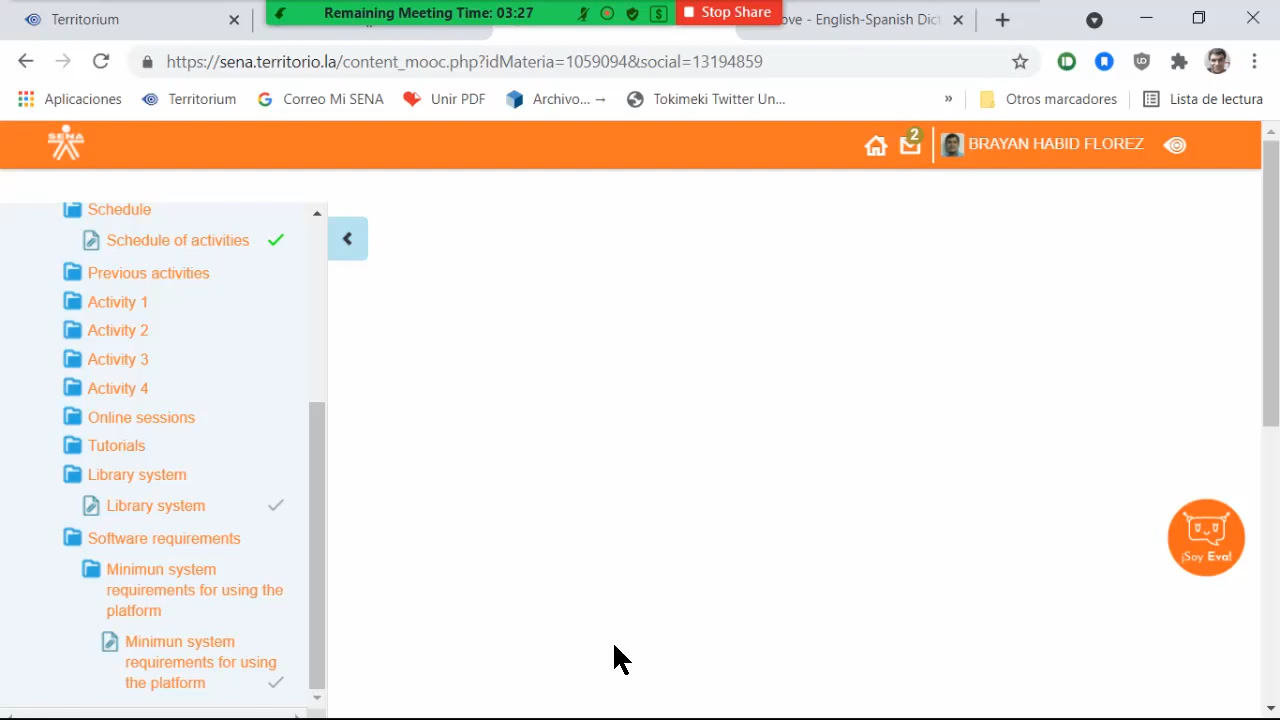 Remaining Meeting Time: 03:27
Stop Share
Territorium
ove - English-Spanish Dict
https://sena.territorio.la/content_mooc.php?idMateria=1059094&social=13194859
Aplicaciones
Territorium
Correo Mi SENA
Unir PDF
Archivo... →
Tokimeki Twitter Un...
»
Otros marcadores
Lista de lectura
SENA
2
BRAYAN HABID FLOREZ
Schedule
Schedule of activities
Previous activities
Activity 1
Activity 2
Activity 3
Activity 4
Online sessions
Tutorials
Library system
Library system
Software requirements
Minimun system
requirements for using the
platform
Minimun system
requirements for using
the platform
¡Soy Eva!